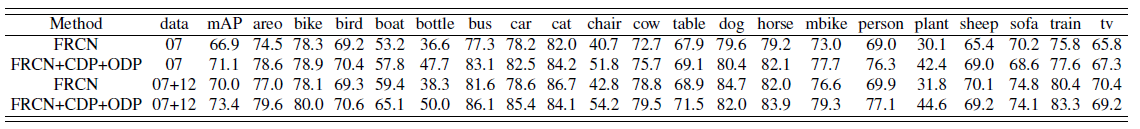 Method data mAP areo bike bird boat bottle bus car cat chair cow table dog horse mbike person plant sheep sofa train tv
FRCN 07 66.9 74.5 78.3 69.2 53.2 36.6 77.3 78.2 82.0 40.7 72.7 67.9 79.6 79.2 73.0 69.0 30.1 65.4 70.2 75.8 65.8
FRCN+CDP+ODP 07 71.1 78.6 78.9 70.4 57.8 47.7 83.1 82.5 84.2 51.8 75.7 69.1 80.4 82.1 77.7 76.3 42.4 69.0 68.6 77.6 67.3
FRCN 07+12 70.0 77.0 78.1 69.3 59.4 38.3 81.6 78.6 86.7 42.8 78.8 68.9 84.7 82.0 76.6 69.9 31.8 70.1 74.8 80.4 70.4
FRCN+CDP+ODP 07+12 73.4 79.6 80.0 70.6 65.1 50.0 86.1 85.4 84.1 54.2 79.5 71.5 82.0 83.9 79.3 77.1 44.6 69.2 74.1 83.3 69.2